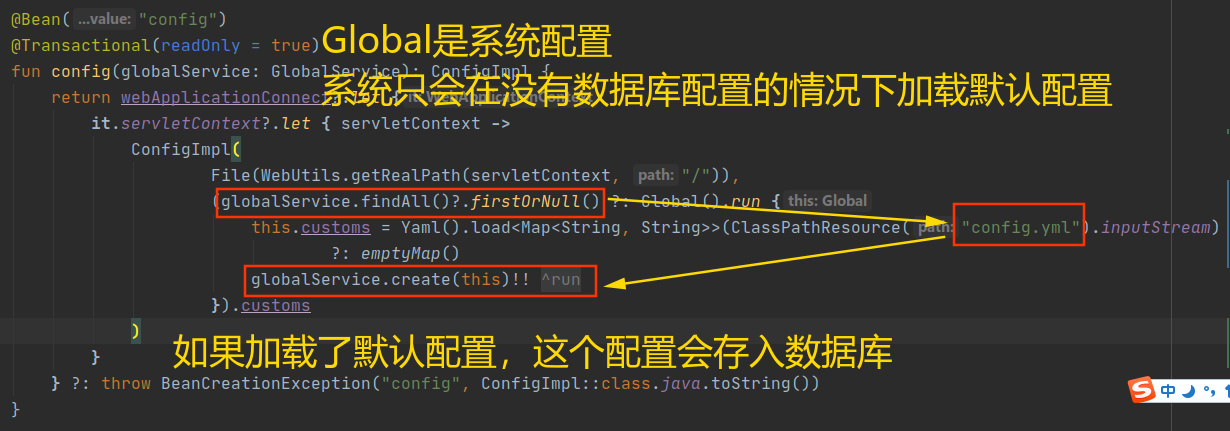 @Bean( ...value: "config")
@Transactional(readOnly = true)
Global是系统配置
fun config(globalService: GlobalService): ConfigImpl {
系统只会在没有数据库配置的情况下加载默认配置
return webApplicationConnect
it.servletContext?.let { servletContext ->
ConfigImpl(
File(WebUtils.getRealPath(servletContext, path: "/")),
(globalService.findAll()?.firstOrNull() ?: Global().run { this: Global
this.customs = Yaml().load<Map<String, String>>(ClassPathResource( path: "config.yml").inputStream)
?: emptyMap()
globalService.create(this)!! ^run
}).customs
)
如果加载了默认配置，这个配置会存入数据库
}
} ?: throw BeanCreationException("config", ConfigImpl::class.java.toString())
}
中